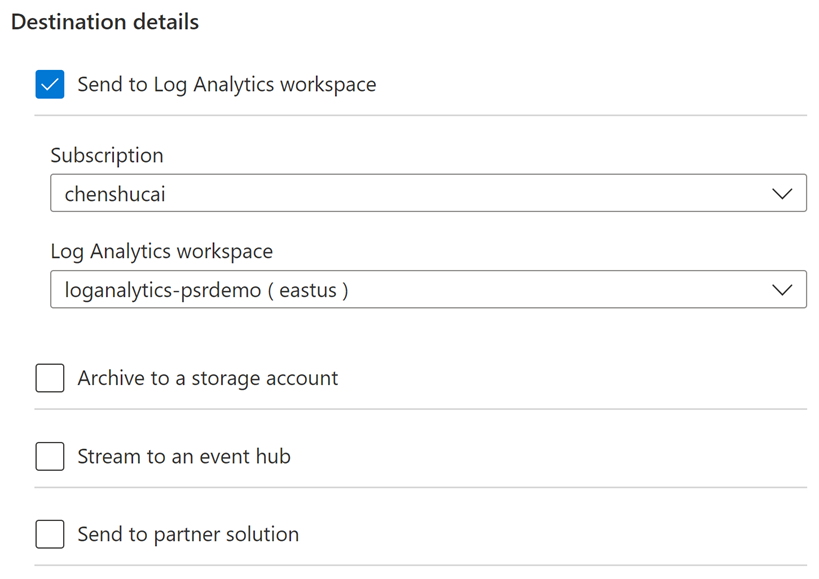 Destination details
Send to Log Analytics workspace
Subscription
chenshucai
Log Analytics workspace
loganalytics-psrdemo ( eastus )
Archive to a storage account
Stream to an event hub
Send to partner solution